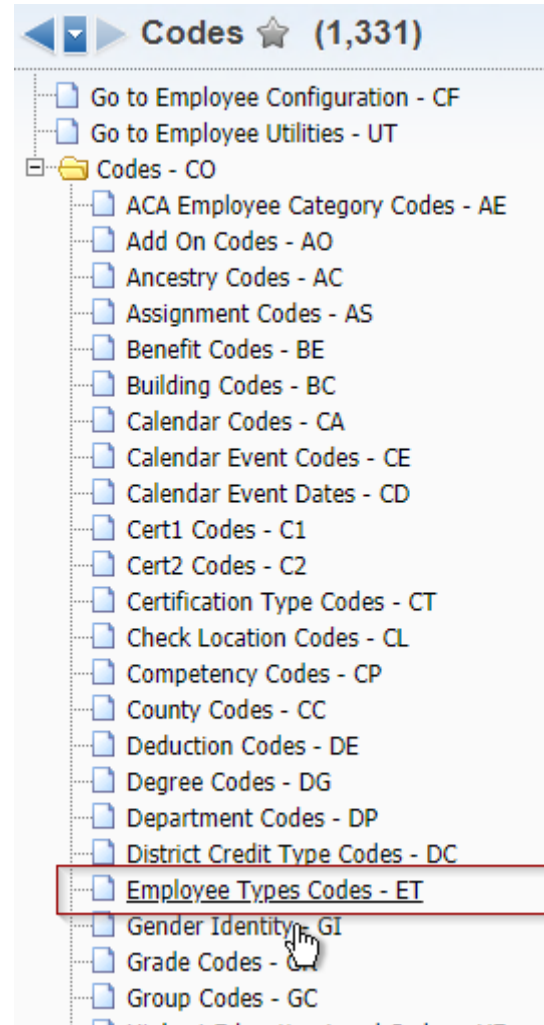 Codes (1,331)
Go to Employee Configuration - CF
Go to Employee Utilities - UT
Codes - CO
ACA Employee Category Codes - AE
Add On Codes - AO
Ancestry Codes - AC
Assignment Codes - AS
Benefit Codes - BE
Building Codes - BC
Calendar Codes - CA
Calendar Event Codes - CE
Calendar Event Dates - CD
Cert1 Codes - C1
Cert2 Codes - C2
Certification Type Codes - CT
Check Location Codes - CL
Competency Codes - CP
County Codes - CC
Deduction Codes - DE
Degree Codes - DG
Department Codes - DP
District Credit Type Codes - DC
Employee Types Codes - ET
Gender Identity - GI
Grade Codes -
Group Codes - GC